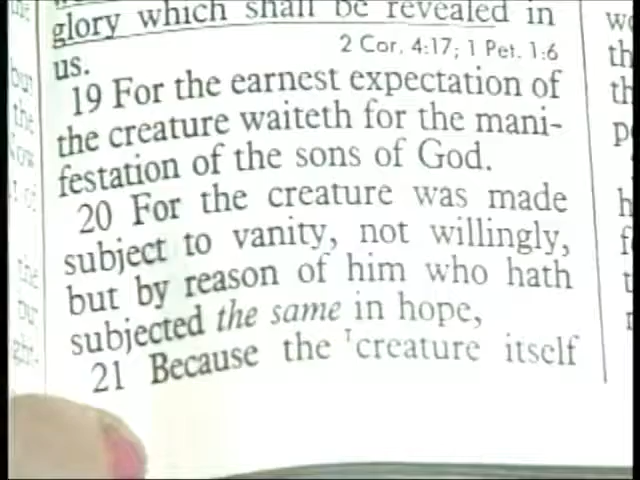 glory which shall be revealed in
us.
2 Cor. 4:17; 1 Pet. 1:6
19 For the earnest expectation of
the creature waiteth for the mani-
festation of the sons of God.
20 For the creature was made
subject to vanity, not willingly,
but by reason of him who hath
subjected the same in hope,
21 Because the ᵀcreature itself